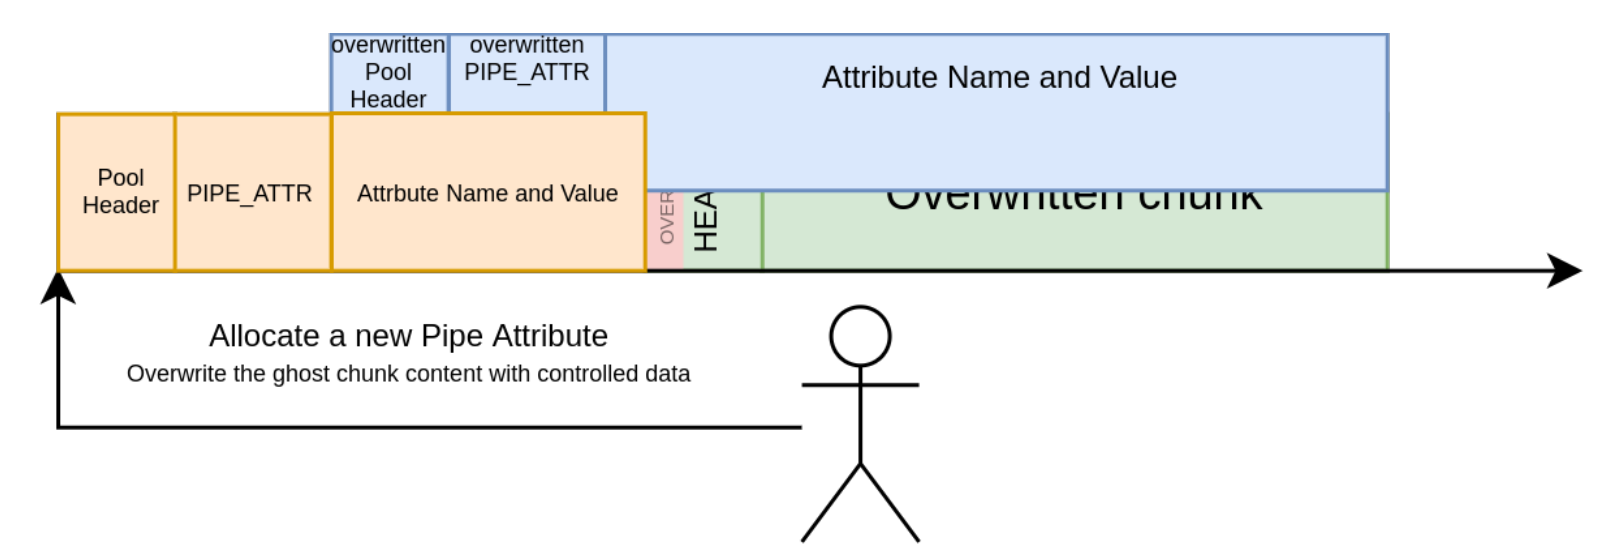 overwritten
Pool
Header
overwritten
PIPE_ATTR
Attribute Name and Value
Pool
Header
PIPE_ATTR
Attrbute Name and Value
OVER
HEA
Overwritten chunk
Allocate a new Pipe Attribute
Overwrite the ghost chunk content with controlled data